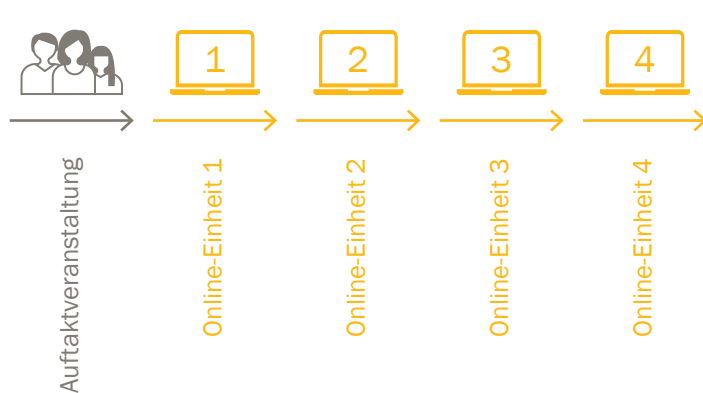 1
2
3
4
Auftaktveranstaltung
Online-Einheit 1
Online-Einheit 2
Online-Einheit 3
Online-Einheit 4